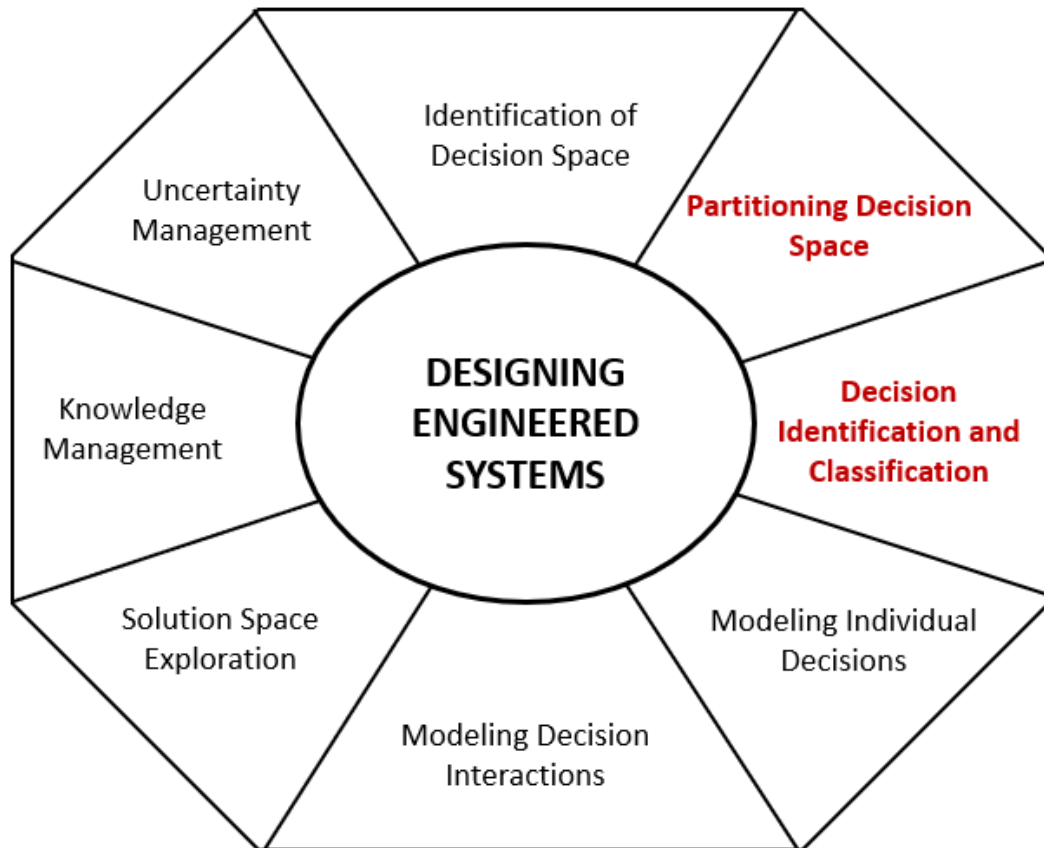 Identification of
Decision Space
Partitioning Decision
Space
Decision
Identification and
Classification
Modeling Individual
Decisions
Modeling Decision
Interactions
Solution Space
Exploration
Knowledge
Management
Uncertainty
Management
DESIGNING
ENGINEERED
SYSTEMS